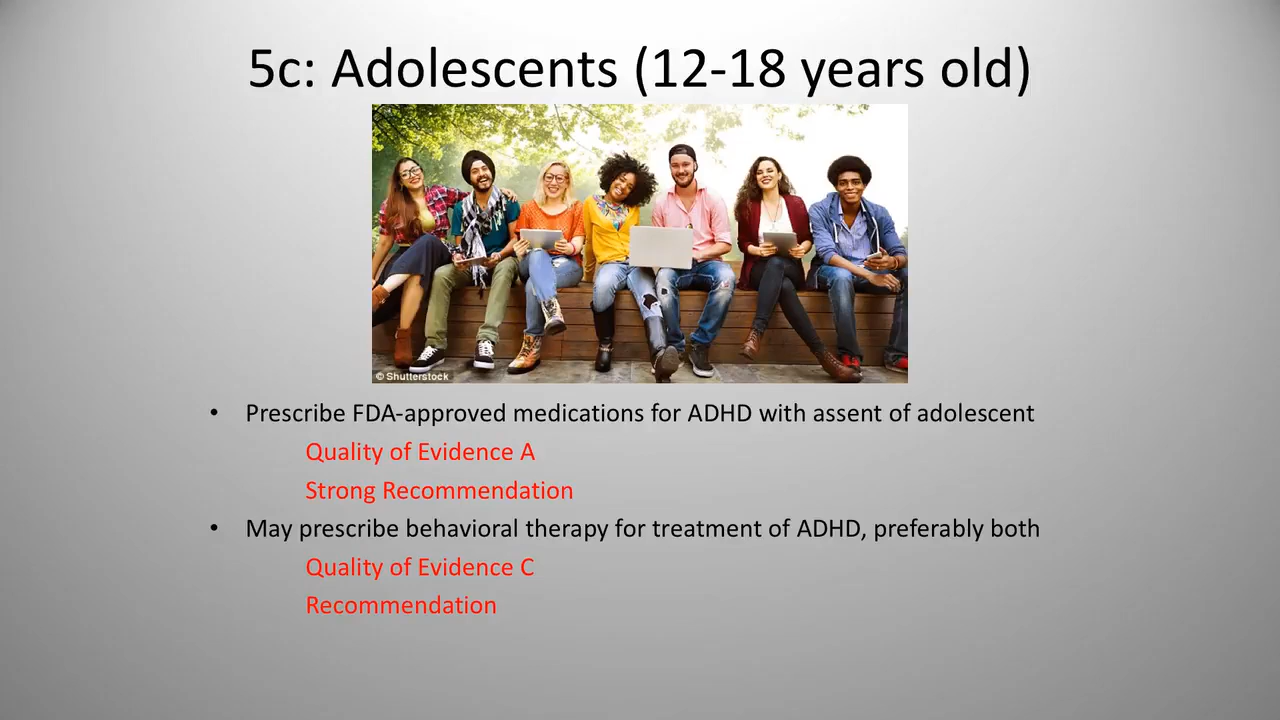 5c: Adolescents (12-18 years old)
© Shutterstock
• Prescribe FDA-approved medications for ADHD with assent of adolescent
Quality of Evidence A
Strong Recommendation
• May prescribe behavioral therapy for treatment of ADHD, preferably both
Quality of Evidence C
Recommendation